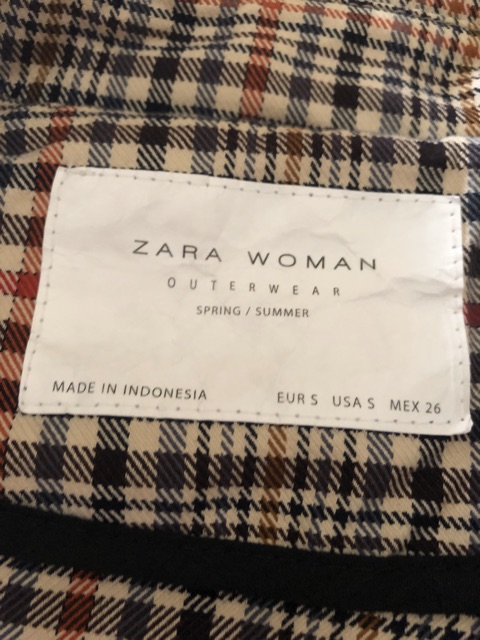 ZARA WOMAN
OUTERWEAR
SPRING / SUMMER
MADE IN INDONESIA EUR S USA S MEX 26